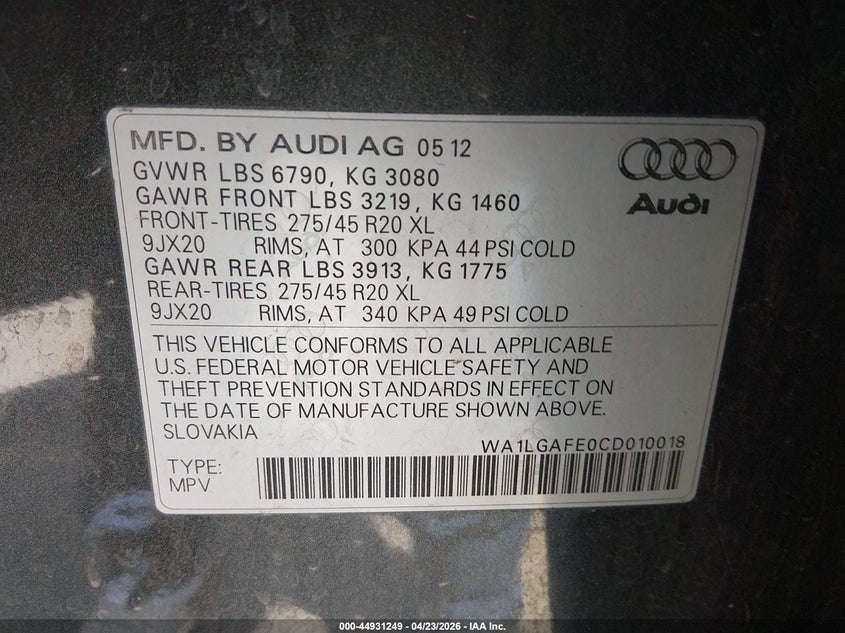 MFD. BY AUDI AG 05 12
GVWR LBS 6790, KG 3080
GAWR FRONT LBS 3219, KG 1460
FRONT-TIRES 275/45 R20 XL
9JX20 RIMS, AT 300 KPA 44 PSI COLD
GAWR REAR LBS 3913, KG 1775
REAR-TIRES 275/45 R20 XL
9JX20 RIMS, AT 340 KPA 49 PSI COLD
Audi
THIS VEHICLE CONFORMS TO ALL APPLICABLE
U.S. FEDERAL MOTOR VEHICLE SAFETY AND
THEFT PREVENTION STANDARDS IN EFFECT ON
THE DATE OF MANUFACTURE SHOWN ABOVE.
SLOVAKIA
WA1LGAFE0CD010018
TYPE:
MPV
000-44931249 - 04/23/2026 - IAA Inc.